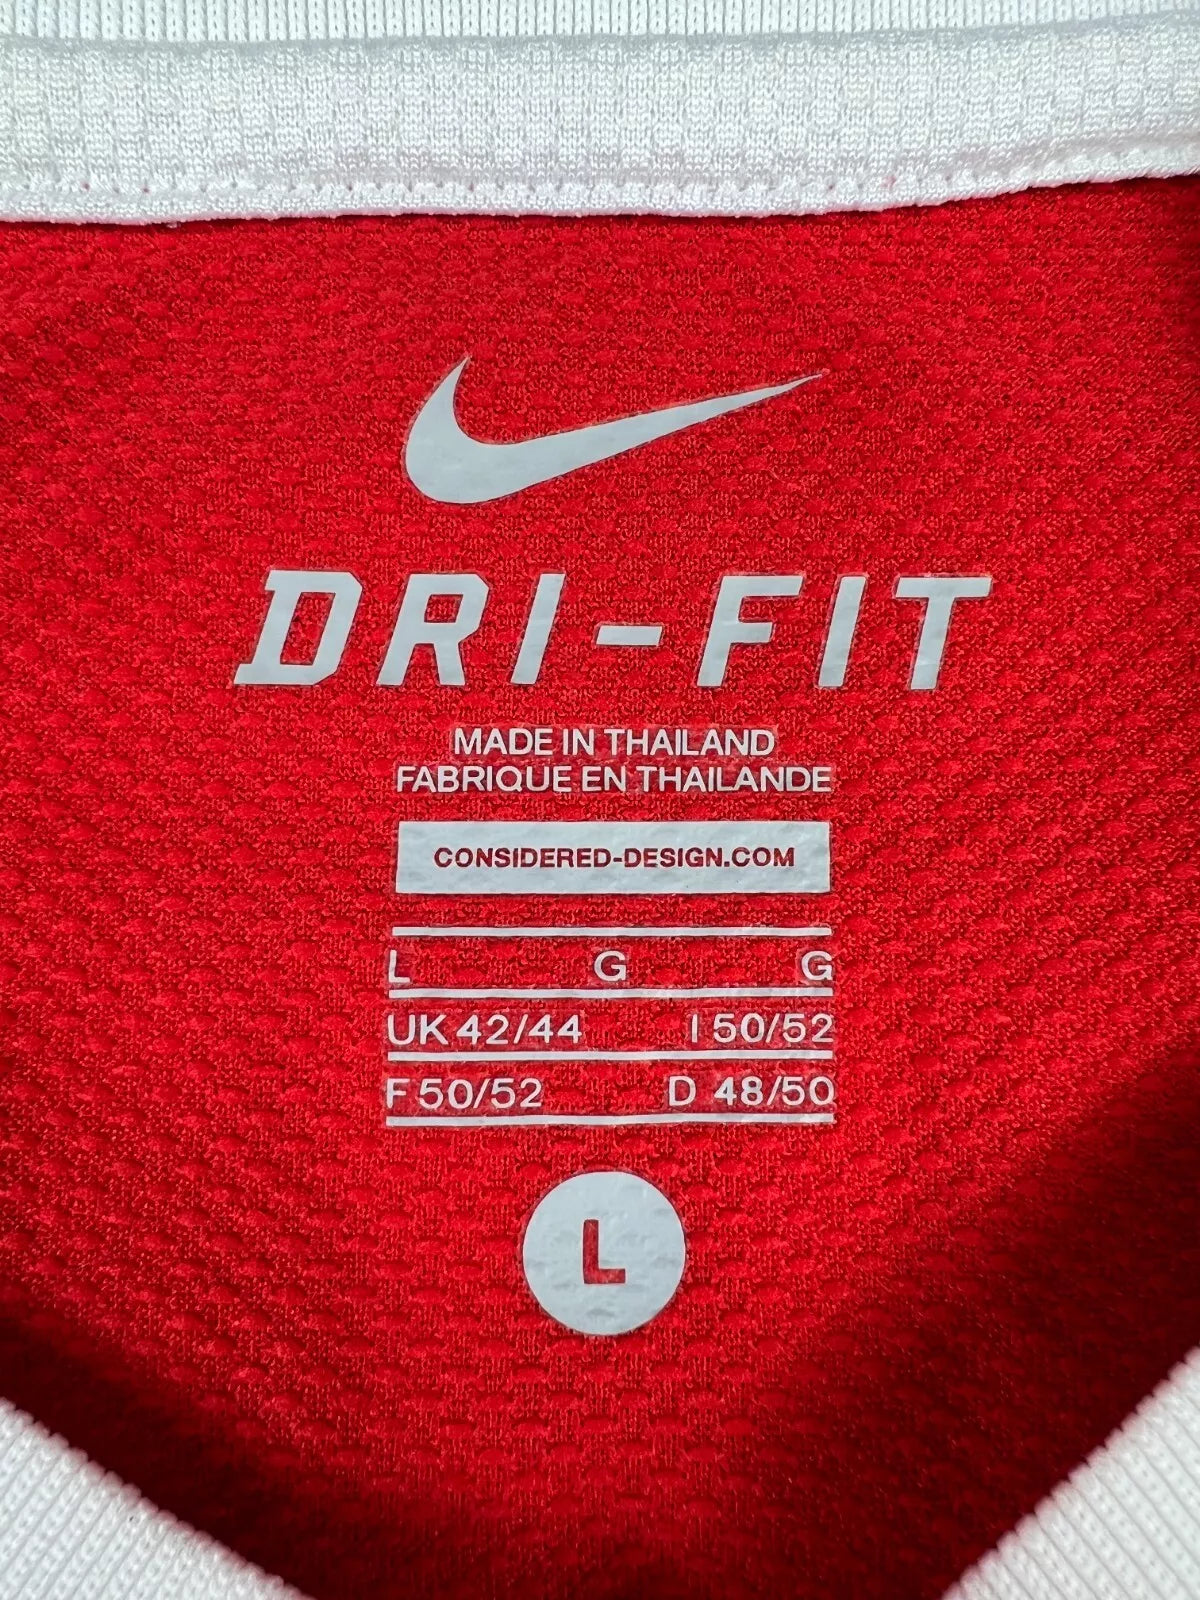 DRI-FIT
MADE IN THAILAND
FABRIQUE EN THAILANDE
CONSIDERED-DESIGN.COM
L G G
UK 42/44 I 50/52
F 50/52 D 48/50
L